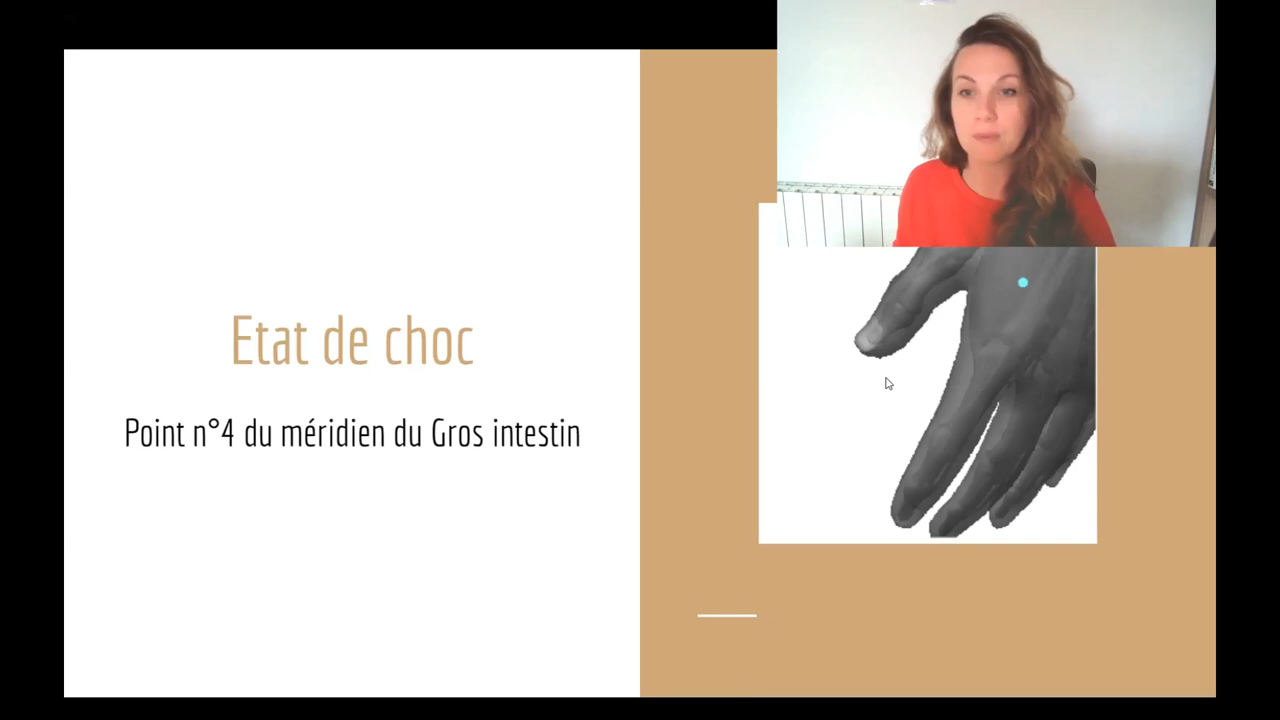 Etat de choc
Point n°4 du méridien du Gros intestin